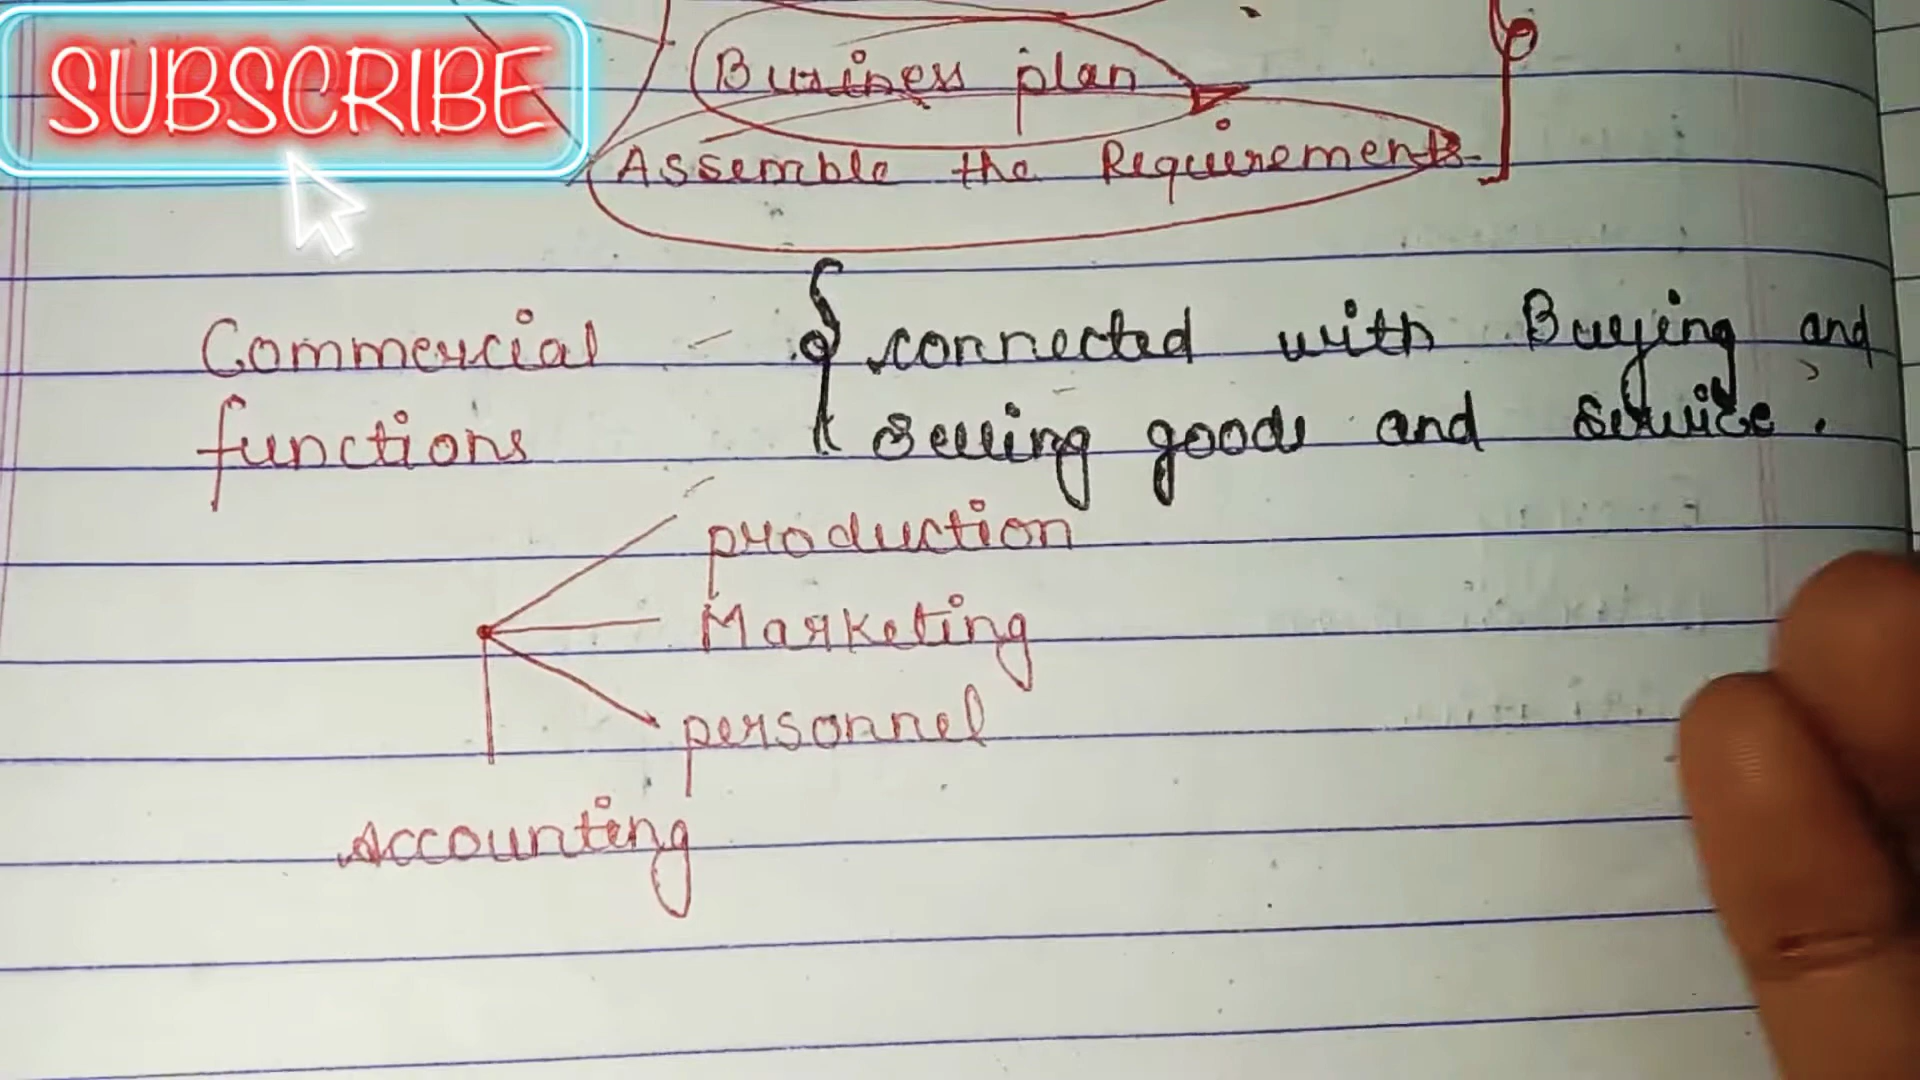 SUBSCRIBE
Business plan
Assemble the Requirements
Commercial - connected with Buying and
functions selling goods and service.
production
Marketing
personnel
Accounting